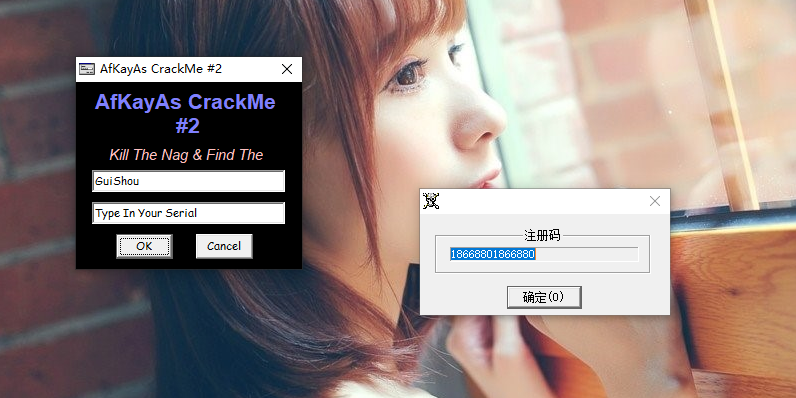 AfKayAs CrackMe #2
AfKayAs CrackMe
#2
Kill The Nag & Find The
GuiShou
Type In Your Serial
OK
Cancel
注册码
18668801866880
确定(O)